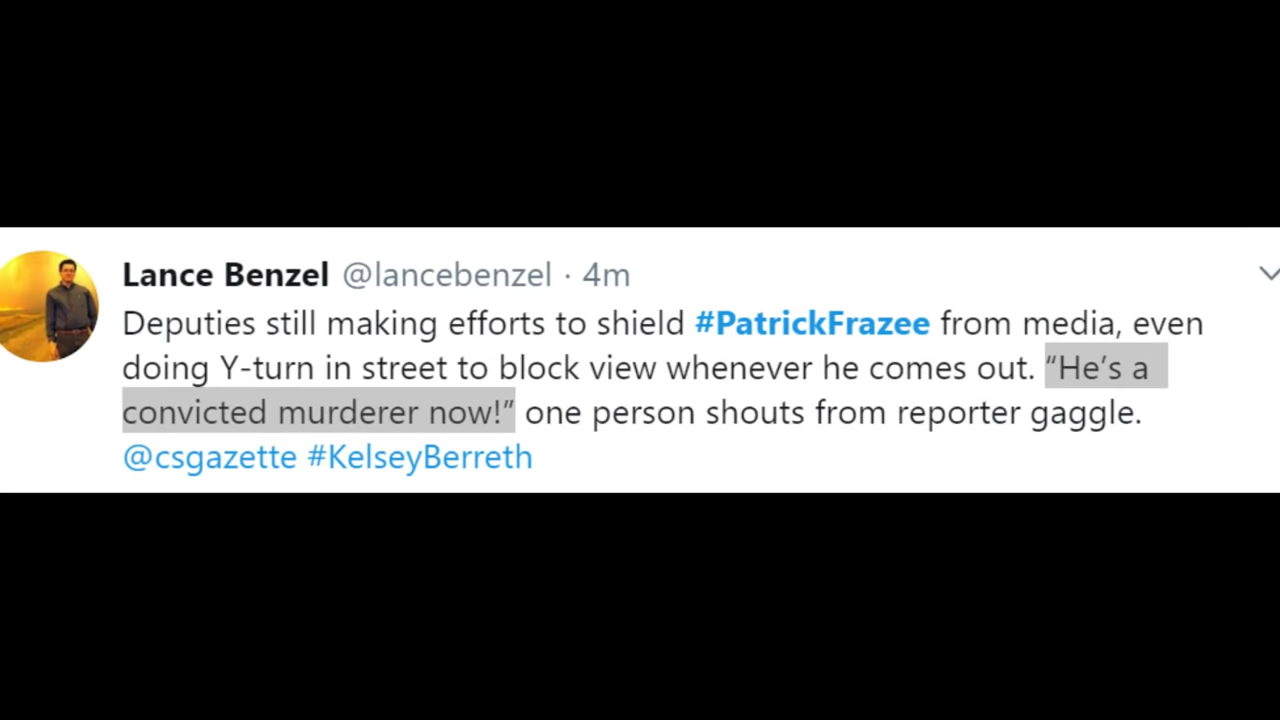 Lance Benzel @lancebenzel · 4m
Deputies still making efforts to shield #PatrickFrazee from media, even
doing Y-turn in street to block view whenever he comes out. “He’s a
convicted murderer now!” one person shouts from reporter gaggle.
@csgazette #KelseyBerreth